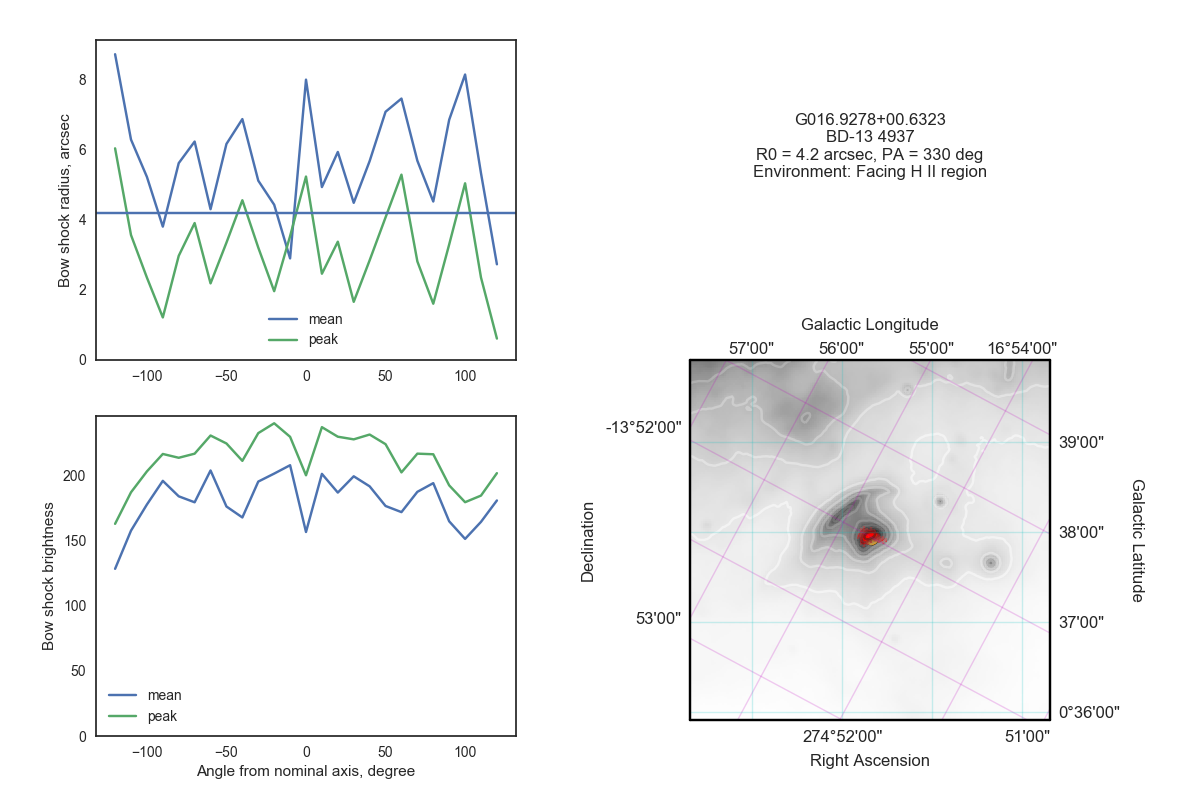 Bow shock radius, arcsec
8
6
4
2
0
mean
peak
−100
−50
0
50
100
Bow shock brightness
200
150
100
50
0
mean
peak
−100
−50
0
50
100
Angle from nominal axis, degree
G016.9278+00.6323
BD-13 4937
R0 = 4.2 arcsec, PA = 330 deg
Environment: Facing H II region
Galactic Longitude
57'00"
56'00"
55'00"
16°54'00"
-13°52'00"
53'00"
Declination
39'00"
38'00"
37'00"
0°36'00"
Galactic Latitude
274°52'00"
51'00"
Right Ascension